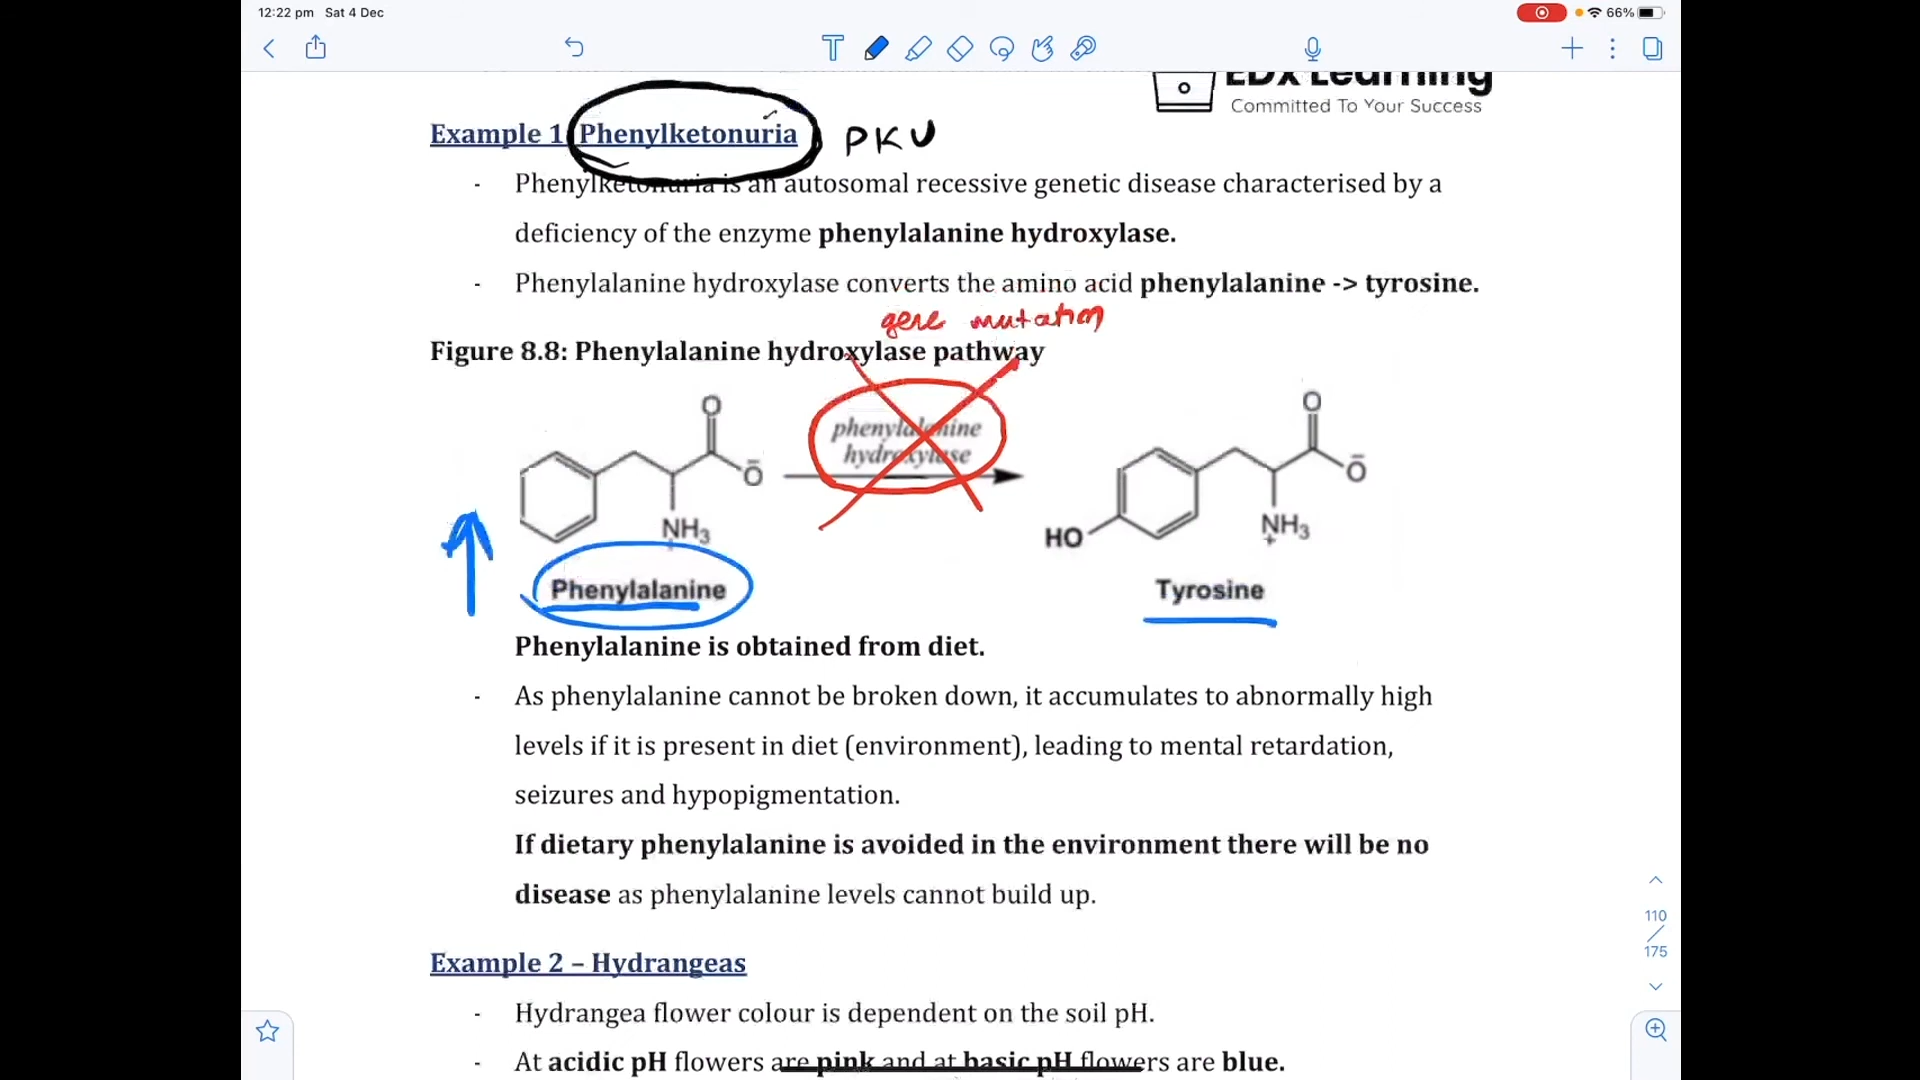 12:22 pm Sat 4 Dec
66%
EDx Learning
Committed To Your Success
Example 1 Phenylketonuria PKU
- Phenylketonuria is an autosomal recessive genetic disease characterised by a
deficiency of the enzyme phenylalanine hydroxylase.
- Phenylalanine hydroxylase converts the amino acid phenylalanine -> tyrosine.
gene mutation
Figure 8.8: Phenylalanine hydroxylase pathway
O
O
phenylalanine
hydroxylase
Ō
Ō
NH3
+
NH3
+
HO
Phenylalanine
Tyrosine
Phenylalanine is obtained from diet.
- As phenylalanine cannot be broken down, it accumulates to abnormally high
levels if it is present in diet (environment), leading to mental retardation,
seizures and hypopigmentation.
If dietary phenylalanine is avoided in the environment there will be no
disease as phenylalanine levels cannot build up.
110
175
Example 2 – Hydrangeas
- Hydrangea flower colour is dependent on the soil pH.
- At acidic pH flowers are pink and at basic pH flowers are blue.